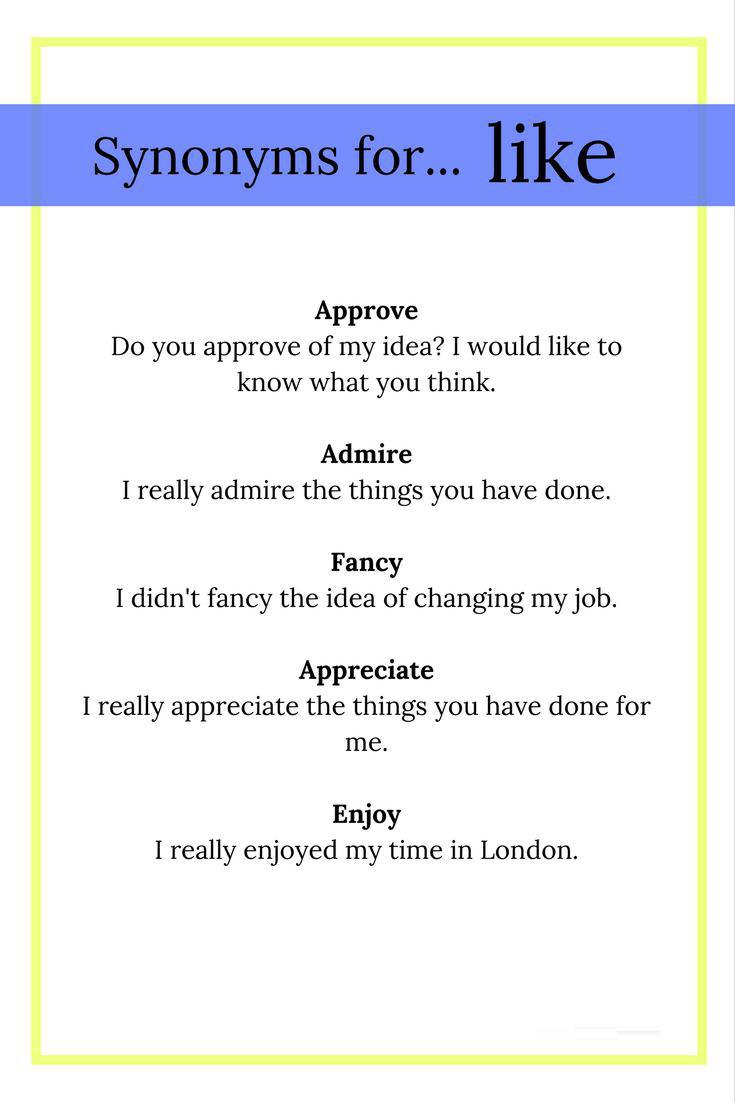 Synonyms for... like
Approve
Do you approve of my idea? I would like to
know what you think.
Admire
I really admire the things you have done.
Fancy
I didn't fancy the idea of changing my job.
Appreciate
I really appreciate the things you have done for
me.
Enjoy
I really enjoyed my time in London.